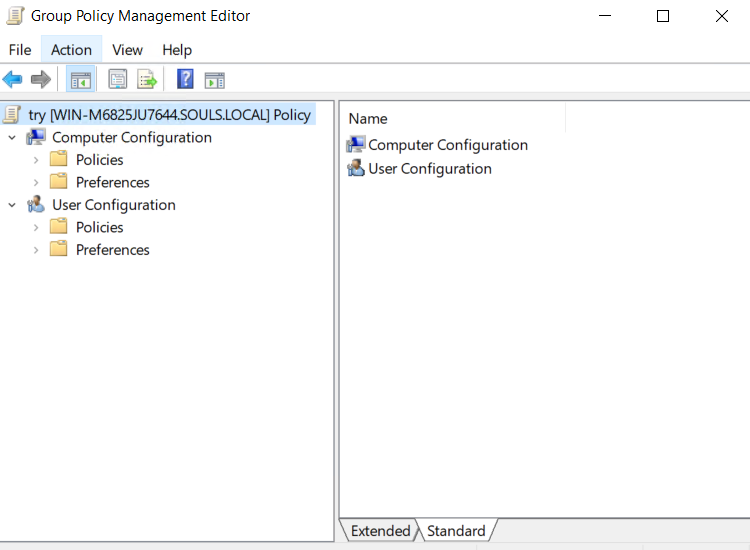 Group Policy Management Editor
File Action View Help
try [WIN-M6825JU7644.SOULS.LOCAL] Policy
Computer Configuration
Policies
Preferences
User Configuration
Policies
Preferences
Name
Computer Configuration
User Configuration
Extended Standard